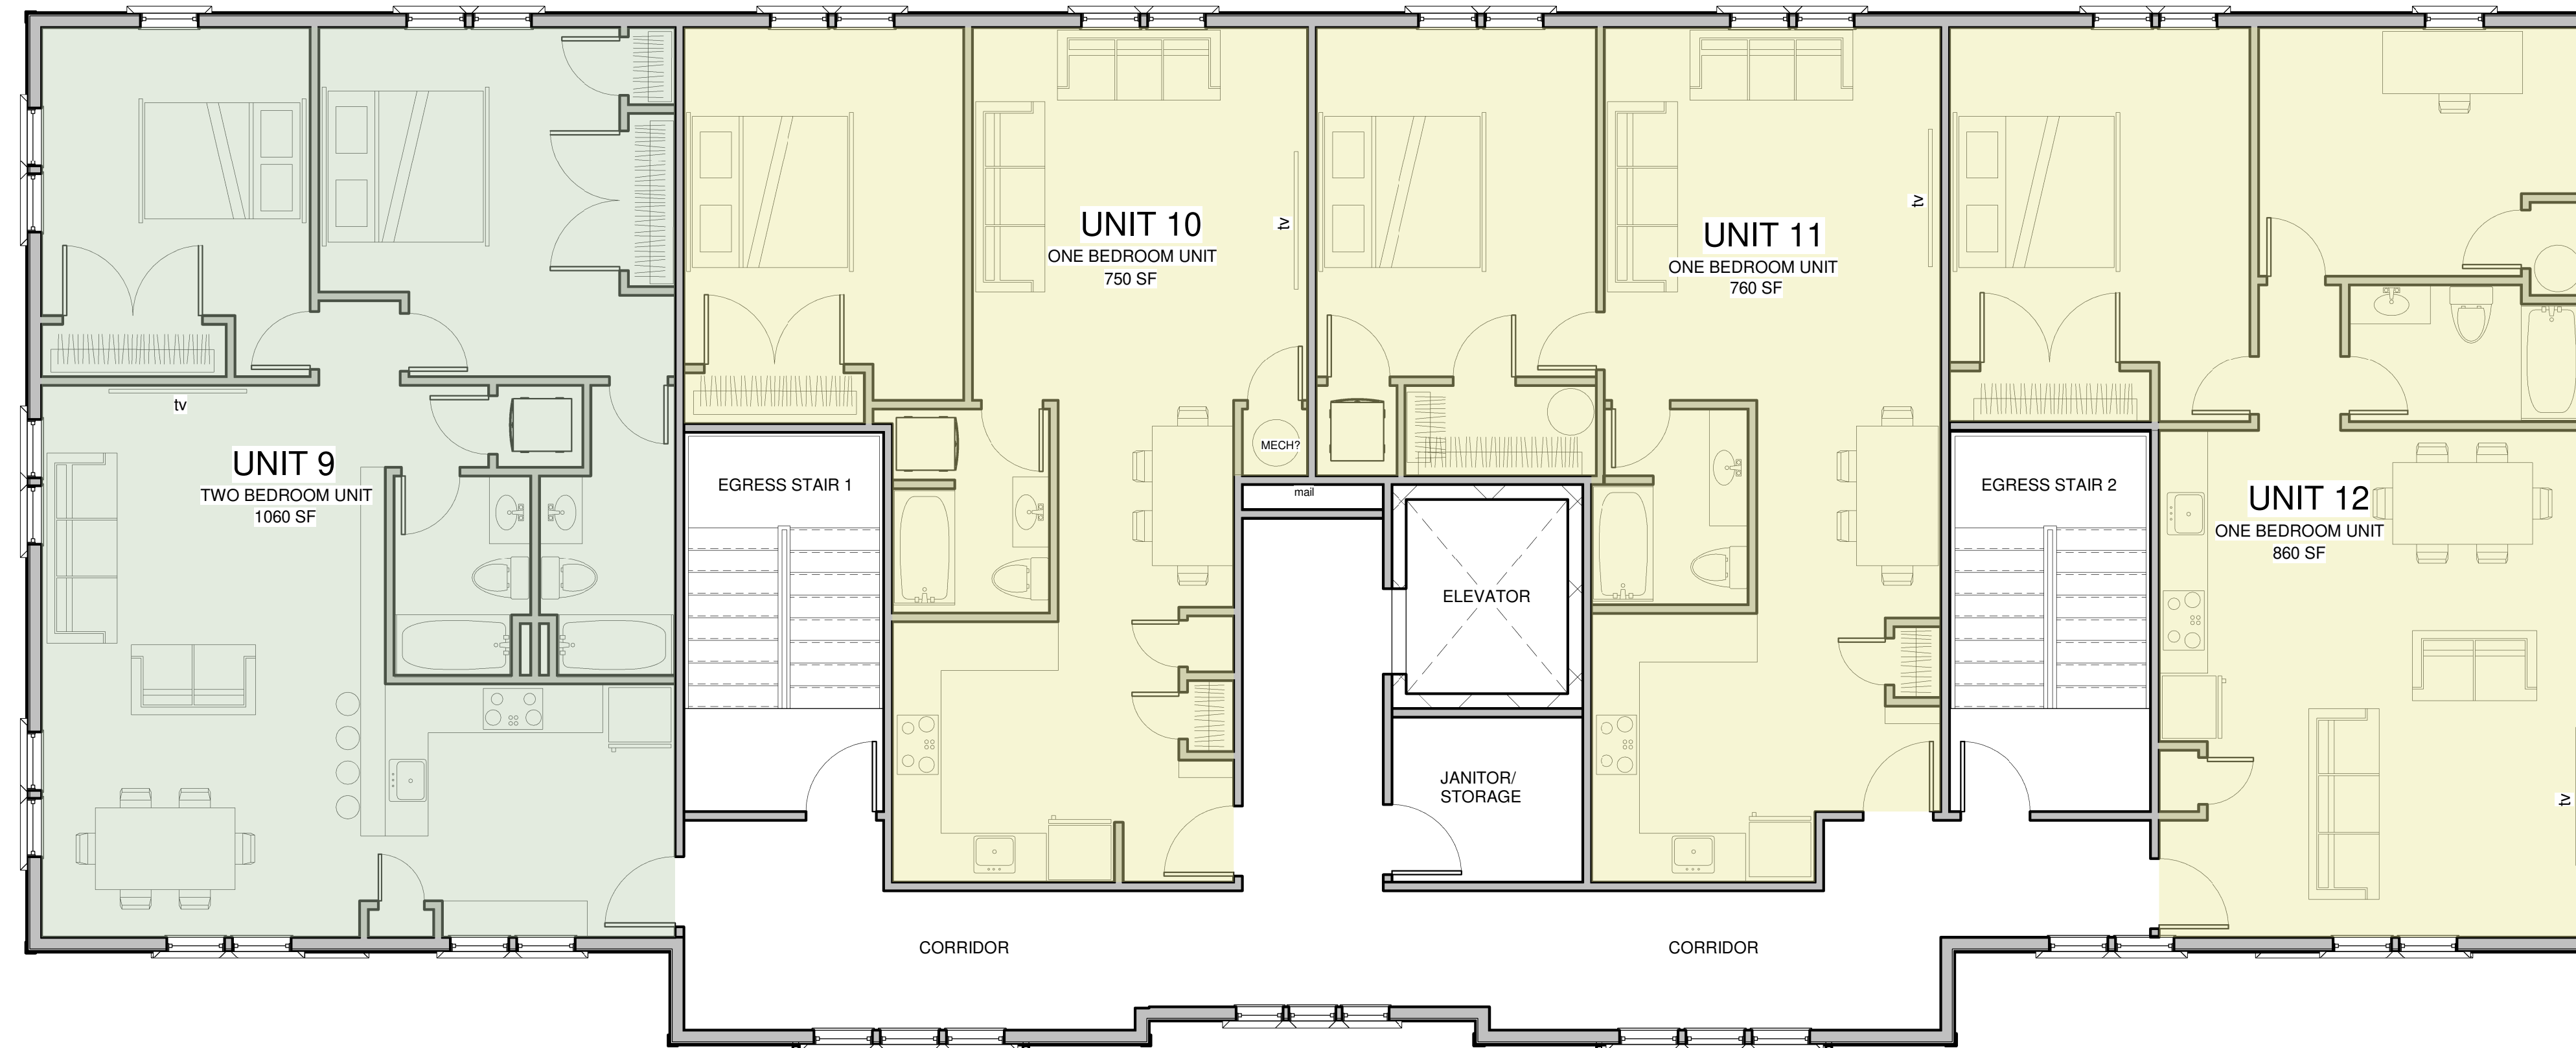 UNIT 9
TWO BEDROOM UNIT
1060 SF
tv
EGRESS STAIR 1
UNIT 10
ONE BEDROOM UNIT
750 SF
tv
MECH?
mail
ELEVATOR
JANITOR/
STORAGE
UNIT 11
ONE BEDROOM UNIT
760 SF
tv
EGRESS STAIR 2
UNIT 12
ONE BEDROOM UNIT
860 SF
tv
CORRIDOR
CORRIDOR